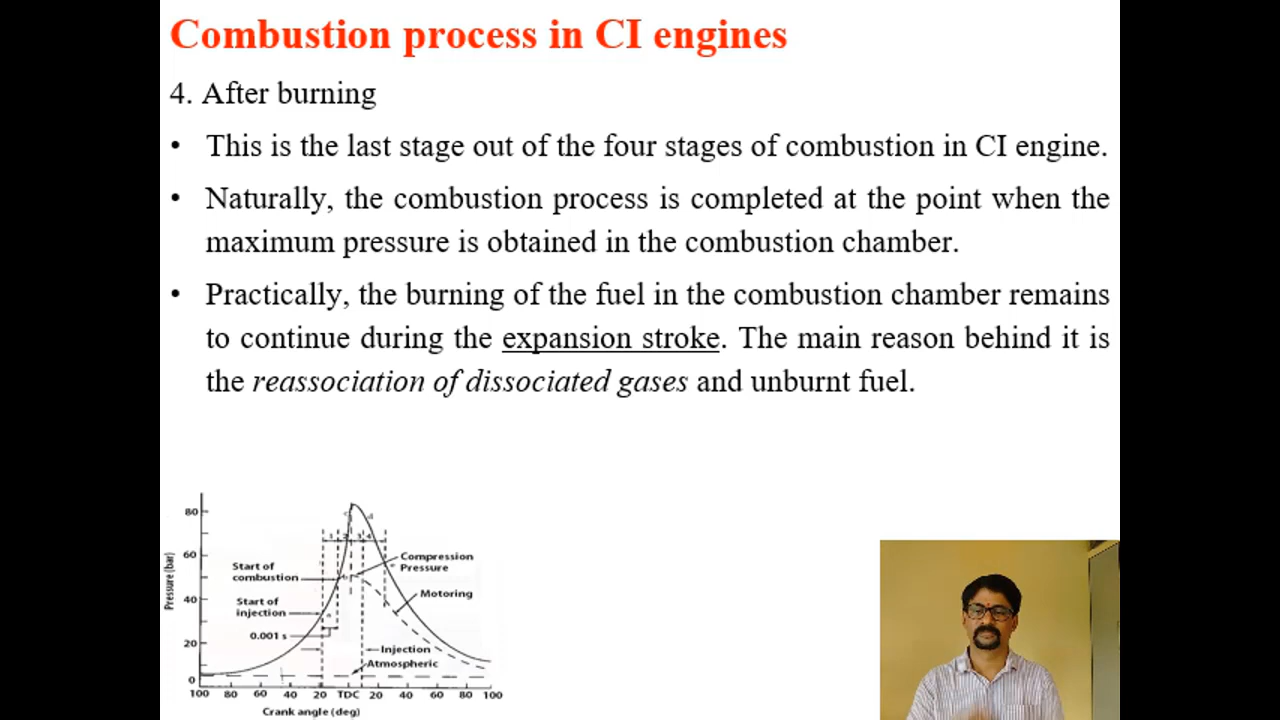 Combustion process in CI engines
4. After burning
• This is the last stage out of the four stages of combustion in CI engine.
• Naturally, the combustion process is completed at the point when the
maximum pressure is obtained in the combustion chamber.
• Practically, the burning of the fuel in the combustion chamber remains
to continue during the expansion stroke. The main reason behind it is
the reassociation of dissociated gases and unburnt fuel.
80
60
40
20
0
Pressure (bar)
1 2 3 4
Start of
combustion
Start of
injection
0.001 s
Compression
Pressure
Motoring
Injection
Atmospheric
100 80 60 40 20 TDC 20 40 60 80 100
Crank angle (deg)